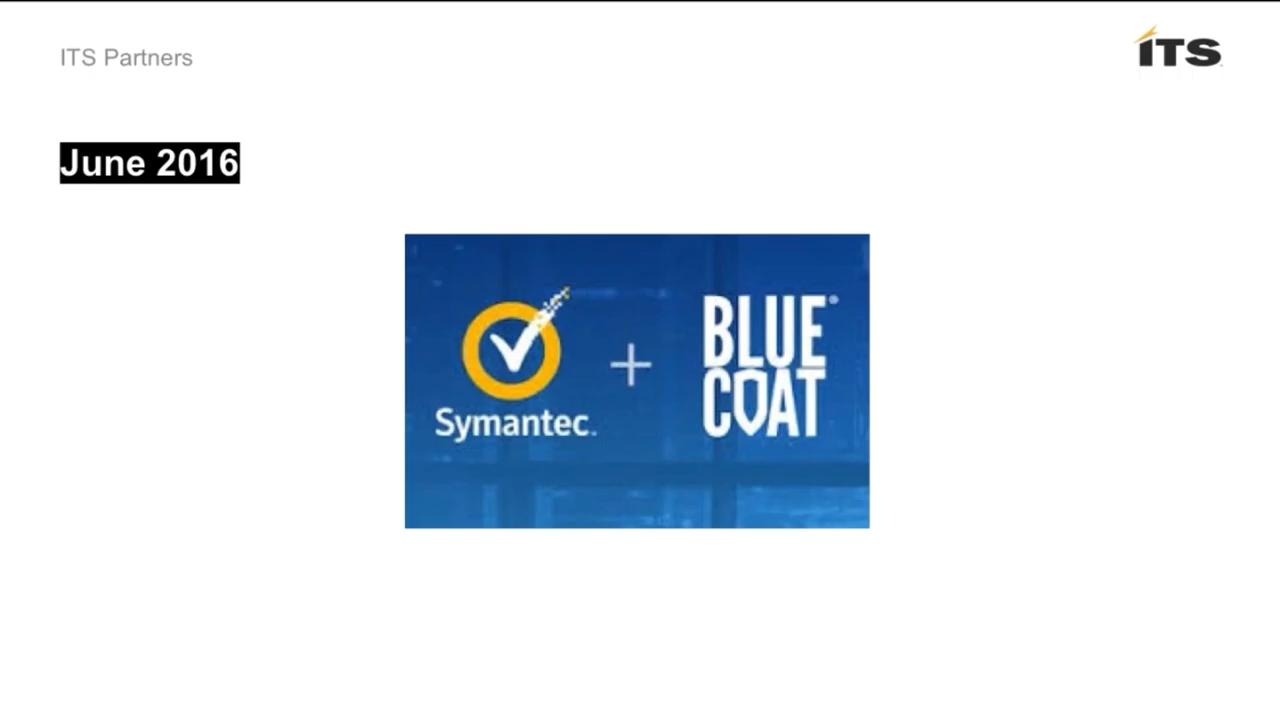 ITS Partners
ITS
June 2016
Symantec.
+
BLUE
COAT®